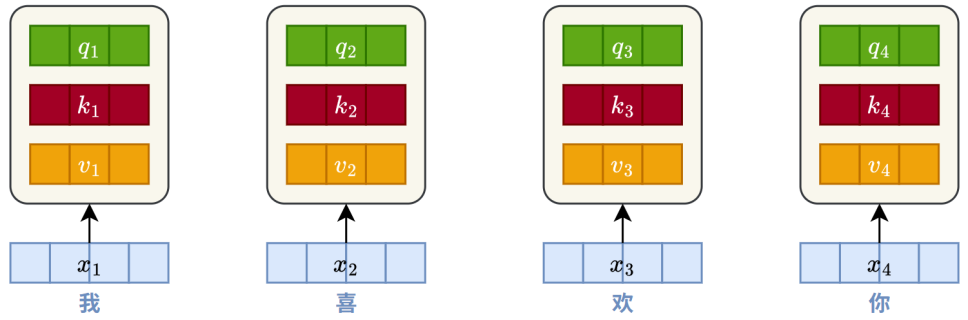 q₁ q₂ q₃ q₄
k₁ k₂ k₃ k₄
v₁ v₂ v₃ v₄
x₁ x₂ x₃ x₄
我 喜 欢 你